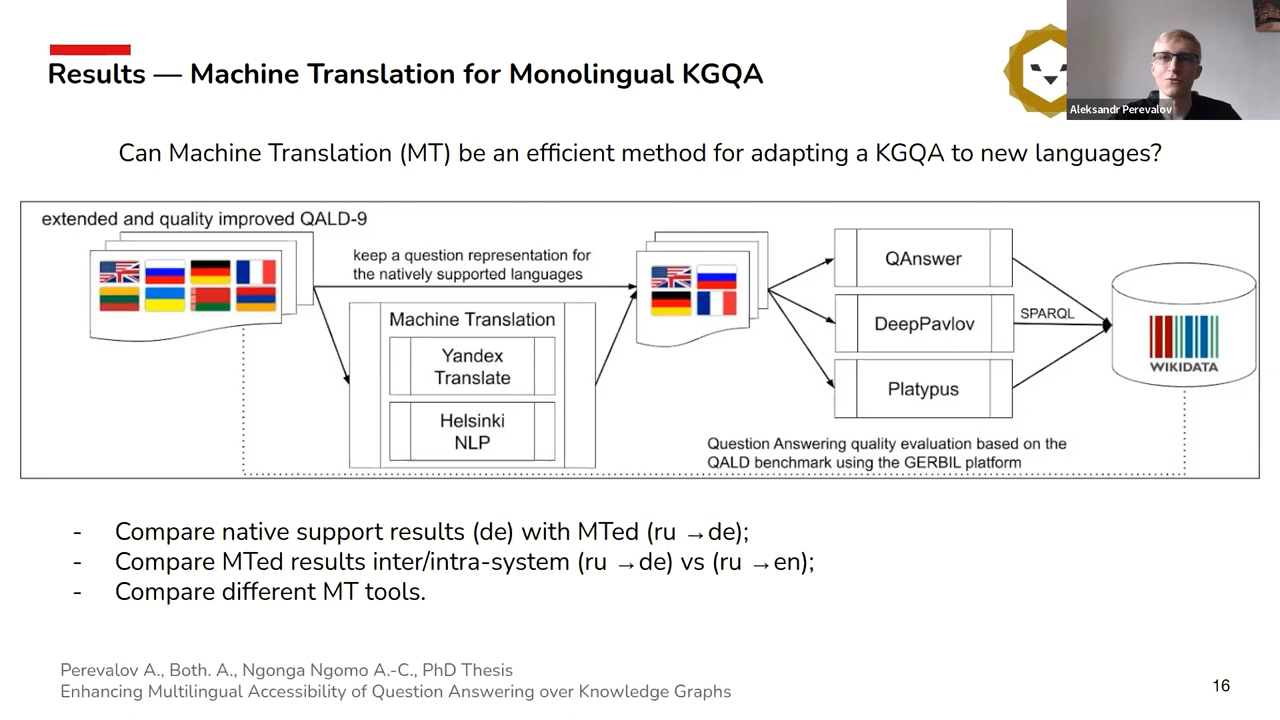 Results — Machine Translation for Monolingual KGQA
Aleksandr Perevalov
Can Machine Translation (MT) be an efficient method for adapting a KGQA to new languages?
extended and quality improved QALD-9
keep a question representation for
the natively supported languages
Machine Translation
Yandex
Translate
Helsinki
NLP
QAnswer
DeepPavlov
Platypus
SPARQL
WIKIDATA
Question Answering quality evaluation based on the
QALD benchmark using the GERBIL platform
- Compare native support results (de) with MTed (ru →de);
- Compare MTed results inter/intra-system (ru →de) vs (ru →en);
- Compare different MT tools.
Perevalov A., Both. A., Ngonga Ngomo A.-C., PhD Thesis
Enhancing Multilingual Accessibility of Question Answering over Knowledge Graphs
16